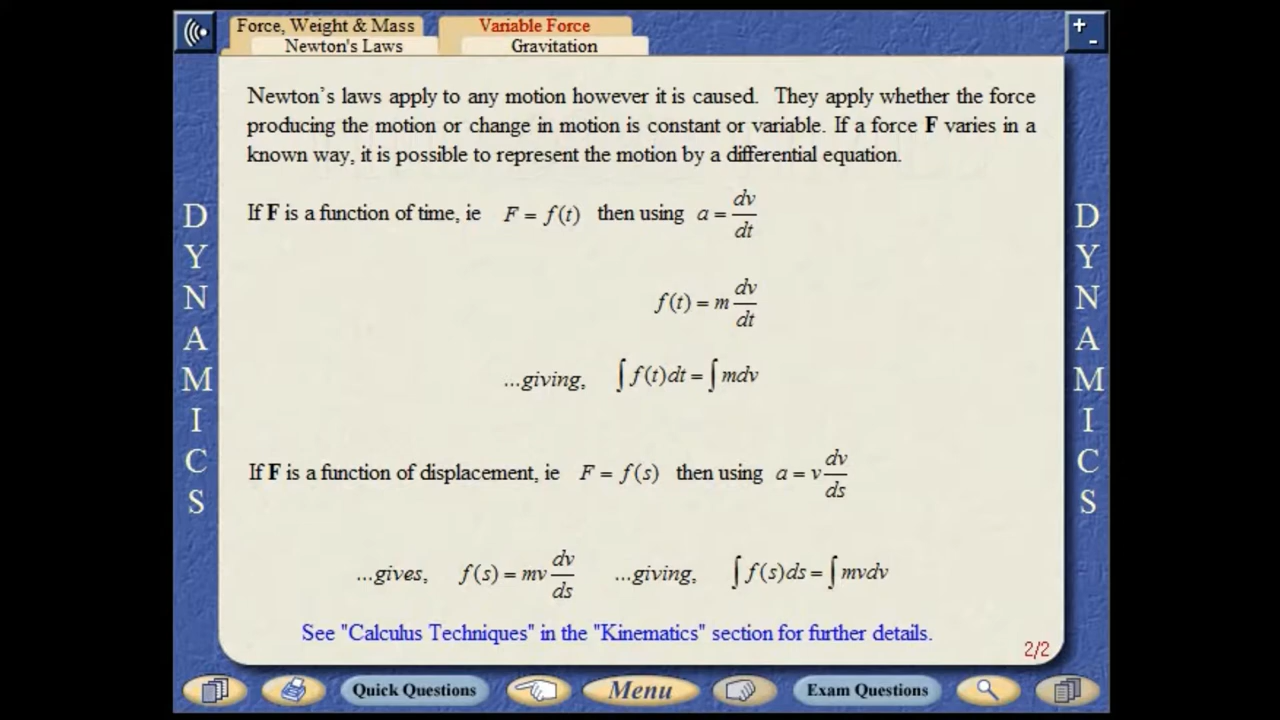 Force, Weight & Mass
Variable Force
Newton's Laws
Gravitation
+
-
Newton's laws apply to any motion however it is caused. They apply whether the force
producing the motion or change in motion is constant or variable. If a force F varies in a
known way, it is possible to represent the motion by a differential equation.
If F is a function of time, ie F = f(t) then using a = dv/dt
f(t) = m dv/dt
...giving, ∫ f(t)dt = ∫ mdv
If F is a function of displacement, ie F = f(s) then using a = v dv/ds
...gives, f(s) = mv dv/ds ...giving, ∫ f(s)ds = ∫ mvdv
See "Calculus Techniques" in the "Kinematics" section for further details.
2/2
DYNAMICS
DYNAMICS
Quick Questions
Menu
Exam Questions